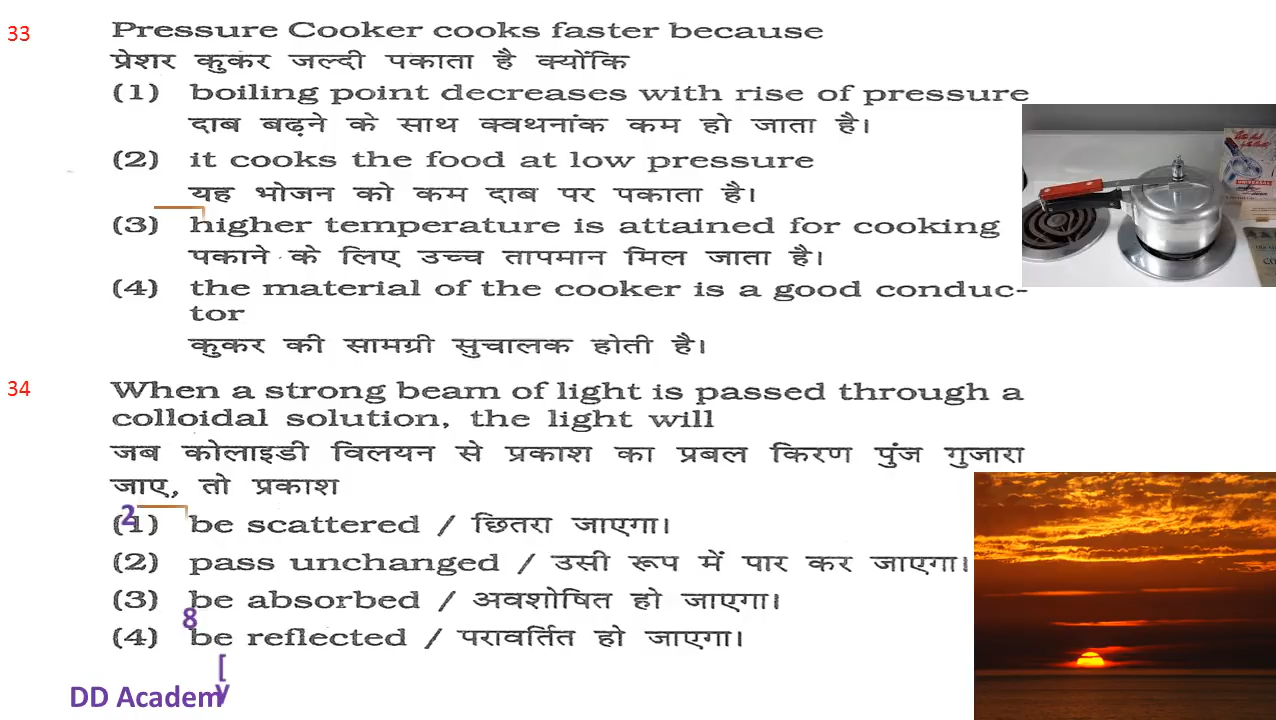 33 Pressure Cooker cooks faster because
प्रेशर कुकर जल्दी पकाता है क्योंकि
(1) boiling point decreases with rise of pressure
दाब बढ़ने के साथ क्वथनांक कम हो जाता है।
(2) it cooks the food at low pressure
यह भोजन को कम दाब पर पकाता है।
(3) higher temperature is attained for cooking
पकाने के लिए उच्च तापमान मिल जाता है।
(4) the material of the cooker is a good conduc-
tor
कुकर की सामग्री सुचालक होती है।
34 When a strong beam of light is passed through a
colloidal solution, the light will
जब कोलाइडी विलयन से प्रकाश का प्रबल किरण पुंज गुजारा
जाए, तो प्रकाश
2
(1) be scattered / छितरा जाएगा।
(2) pass unchanged / उसी रूप में पार कर जाएगा।
(3) be absorbed / अवशोषित हो जाएगा।
8
(4) be reflected / परावर्तित हो जाएगा।
[
DD Academy